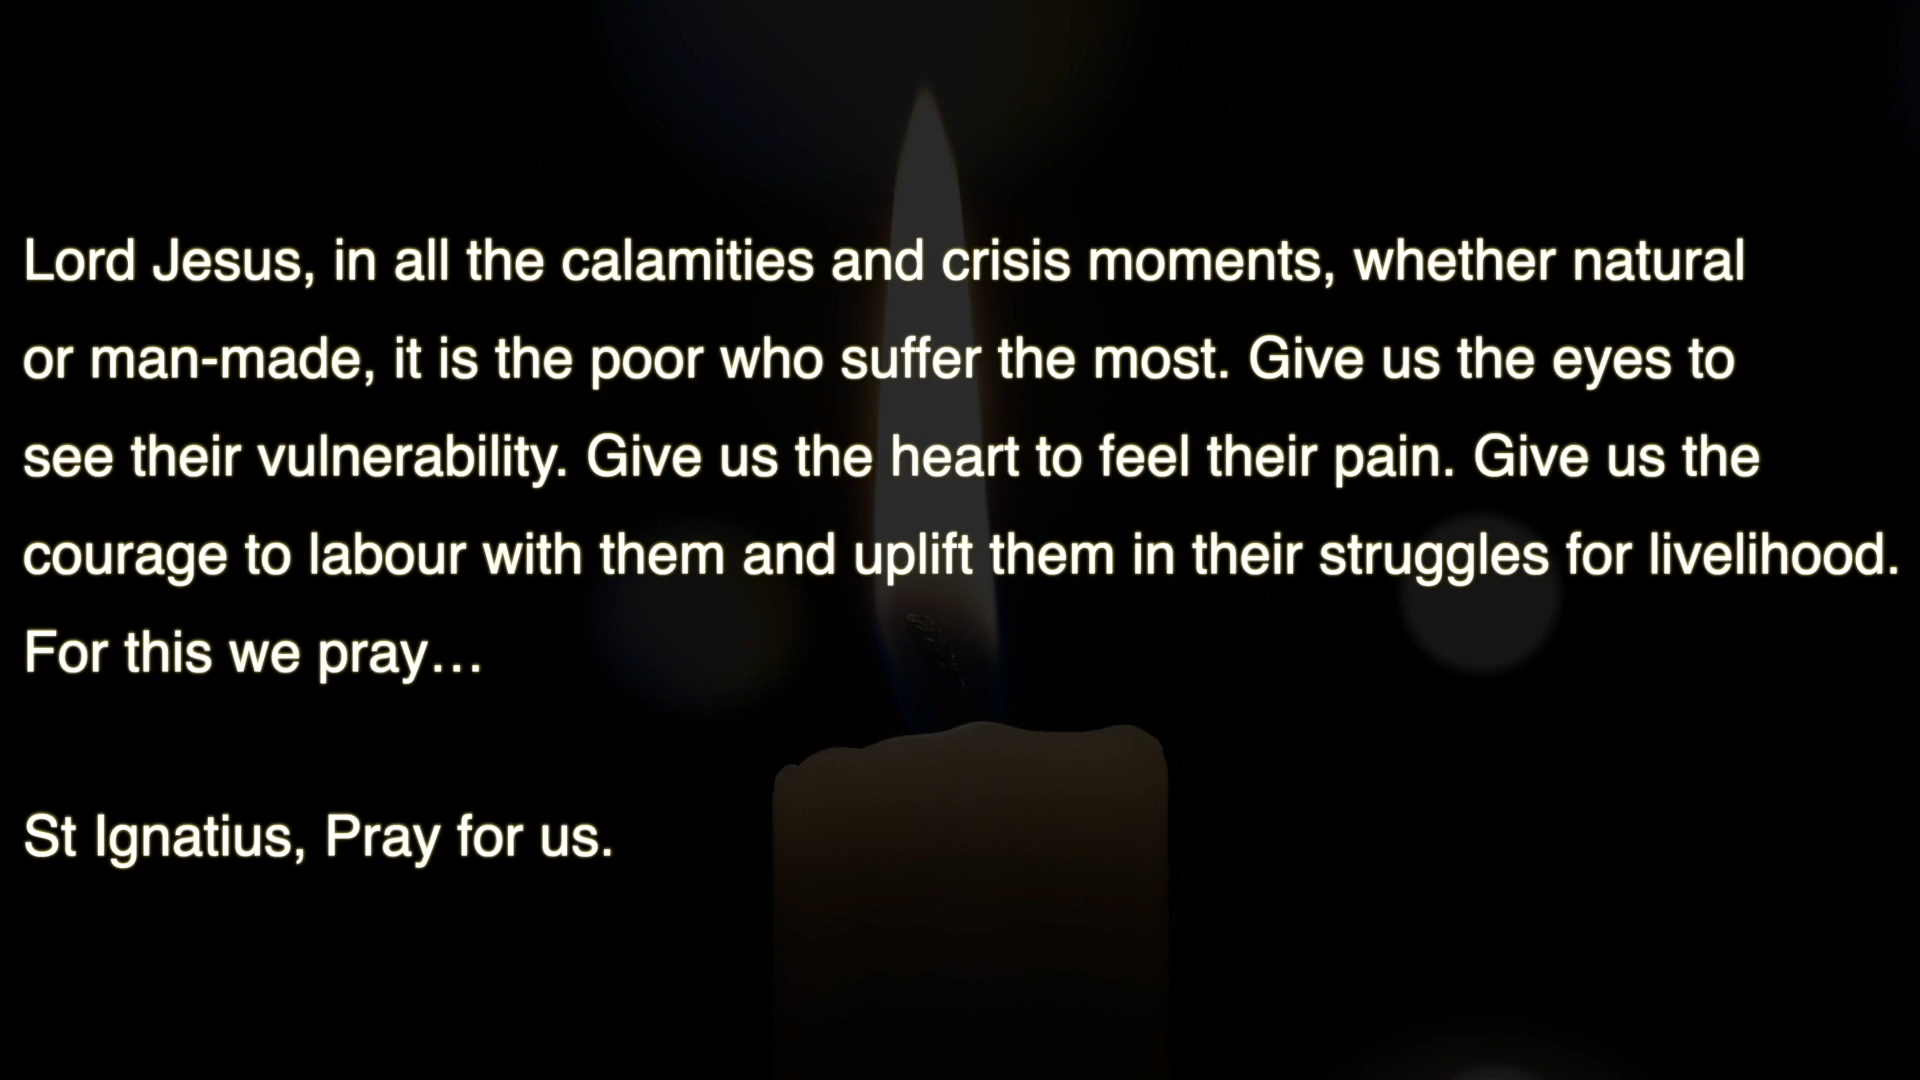 Lord Jesus, in all the calamities and crisis moments, whether natural
or man-made, it is the poor who suffer the most. Give us the eyes to
see their vulnerability. Give us the heart to feel their pain. Give us the
courage to labour with them and uplift them in their struggles for livelihood.
For this we pray…
St Ignatius, Pray for us.